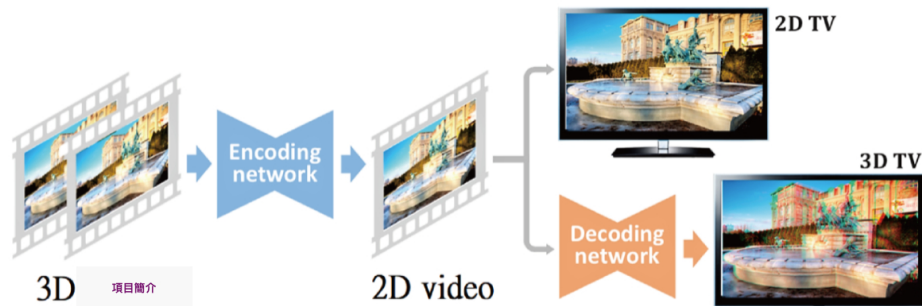 2D TV
Encoding
network
3D TV
Decoding
network
3D
項目簡介
2D video